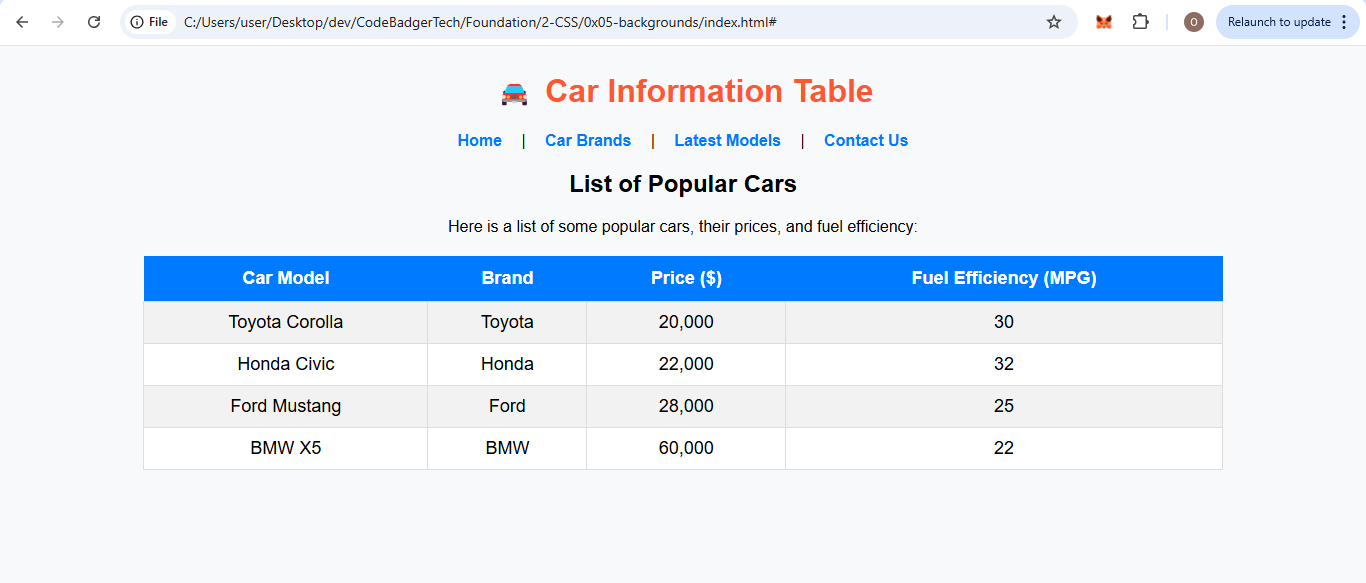 File C:/Users/user/Desktop/dev/CodeBadgerTech/Foundation/2-CSS/0x05-backgrounds/index.html# O Relaunch to update
🚘 Car Information Table
Home | Car Brands | Latest Models | Contact Us
List of Popular Cars
Here is a list of some popular cars, their prices, and fuel efficiency:
Car Model Brand Price ($) Fuel Efficiency (MPG)
Toyota Corolla Toyota 20,000 30
Honda Civic Honda 22,000 32
Ford Mustang Ford 28,000 25
BMW X5 BMW 60,000 22